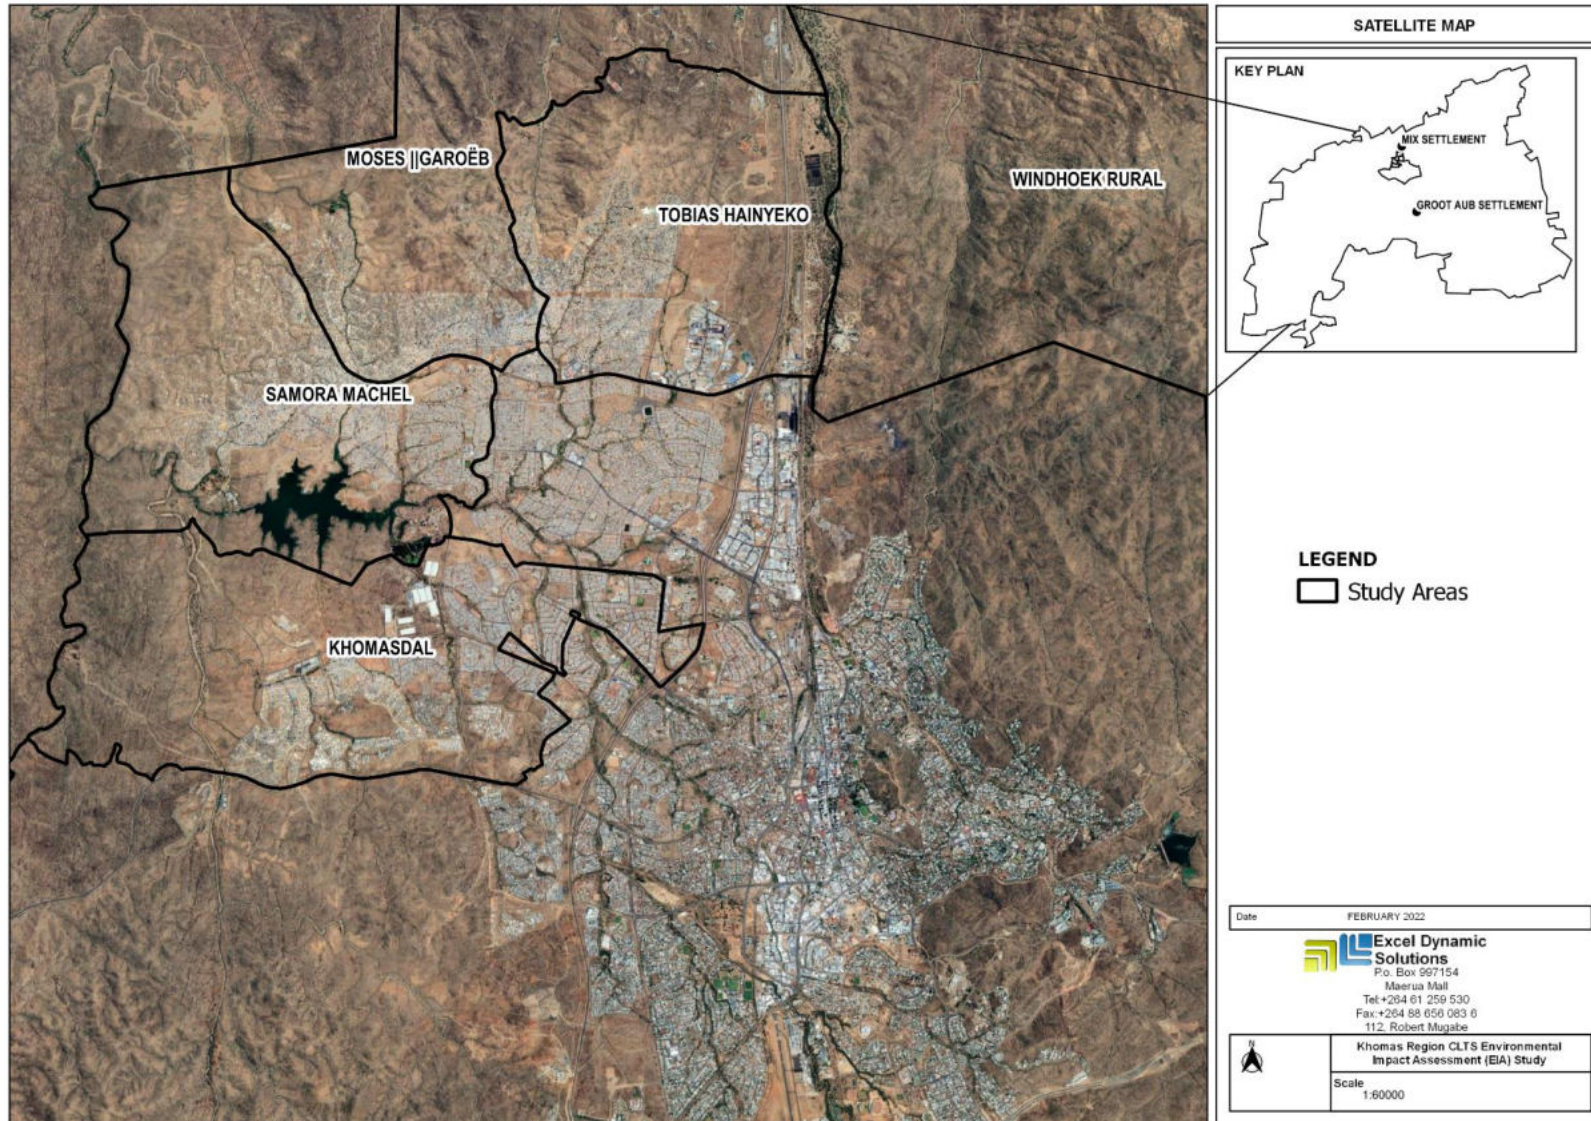 SATELLITE MAP
KEY PLAN
MIX SETTLEMENT
GROOT AUB SETTLEMENT
MOSES ||GAROËB
WINDHOEK RURAL
TOBIAS HAINYEKO
SAMORA MACHEL
KHOMASDAL
LEGEND
Study Areas
Date FEBRUARY 2022
Excel Dynamic
Solutions
P.o. Box 997154
Maerua Mall
Tel:+264 61 259 530
Fax:+264 88 656 083 6
112, Robert Mugabe
N
Khomas Region CLTS Environmental
Impact Assessment (EIA) Study
Scale
1:60000